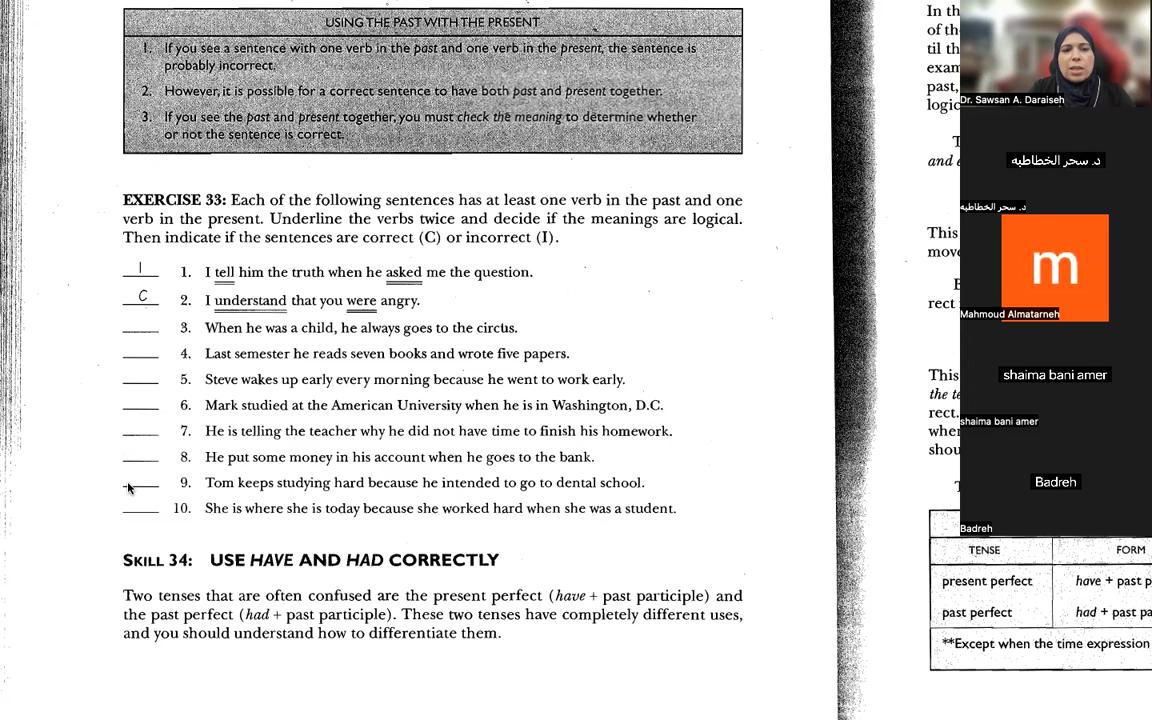 USING THE PAST WITH THE PRESENT
1. If you see a sentence with one verb in the past and one verb in the present, the sentence is
probably incorrect.
2. However, it is possible for a correct sentence to have both past and present together.
3. If you see the past and present together, you must check the meaning to determine whether
or not the sentence is correct.
EXERCISE 33: Each of the following sentences has at least one verb in the past and one
verb in the present. Underline the verbs twice and decide if the meanings are logical.
Then indicate if the sentences are correct (C) or incorrect (I).
I 1. I tell him the truth when he asked me the question.
C 2. I understand that you were angry.
3. When he was a child, he always goes to the circus.
4. Last semester he reads seven books and wrote five papers.
5. Steve wakes up early every morning because he went to work early.
6. Mark studied at the American University when he is in Washington, D.C.
7. He is telling the teacher why he did not have time to finish his homework.
8. He put some money in his account when he goes to the bank.
9. Tom keeps studying hard because he intended to go to dental school.
10. She is where she is today because she worked hard when she was a student.
SKILL 34: USE HAVE AND HAD CORRECTLY
Two tenses that are often confused are the present perfect (have + past participle) and
the past perfect (had + past participle). These two tenses have completely different uses,
and you should understand how to differentiate them.
In th
of th
til th
exam
past,
logic
T
and
This
mov
rect
This
the te
rect.
when
shou
T
TENSE FORM
present perfect have + past p
past perfect had + past pa
**Except when the time expression
Dr. Sawsan A. Daraiseh
د. سحر الخطاطبه
د. سحر الخطاطبه
m
Mahmoud Almatarneh
shaima bani amer
shaima bani amer
Badreh
Badreh